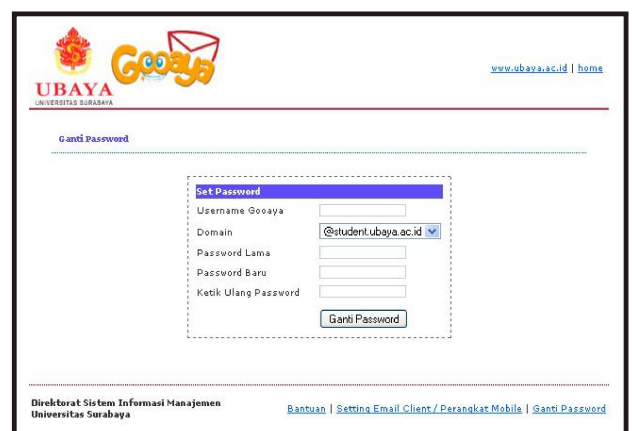 UBAYA
UNIVERSITAS SURABAYA
Gooaya
www.ubaya.ac.id | home
Ganti Password
Set Password
Username Gooaya
Domain @student.ubaya.ac.id
Password Lama
Password Baru
Ketik Ulang Password
Ganti Password
Direktorat Sistem Informasi Manajemen
Universitas Surabaya
Bantuan | Setting Email Client / Perangkat Mobile | Ganti Password